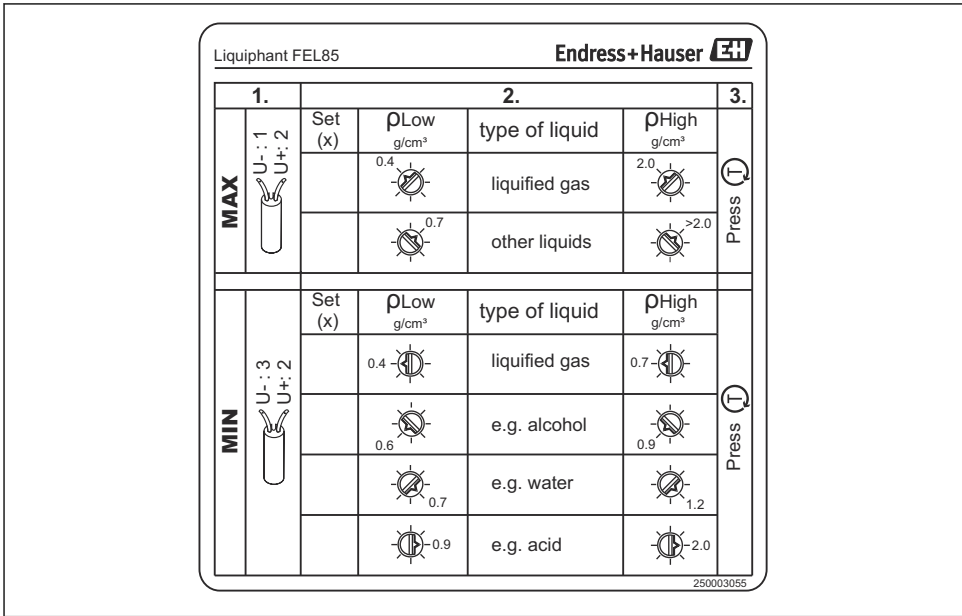 Liquiphant FEL85
Endress+Hauser EH
1. 2. 3.
MAX
U- : 1
U+: 2
Set (x) ρLow g/cm³ type of liquid ρHigh g/cm³
0.4 liquified gas 2.0
0.7 other liquids >2.0
Press T
MIN
U- : 3
U+: 2
Set (x) ρLow g/cm³ type of liquid ρHigh g/cm³
0.4 liquified gas 0.7
0.6 e.g. alcohol 0.9
0.7 e.g. water 1.2
0.9 e.g. acid 2.0
Press T
250003055